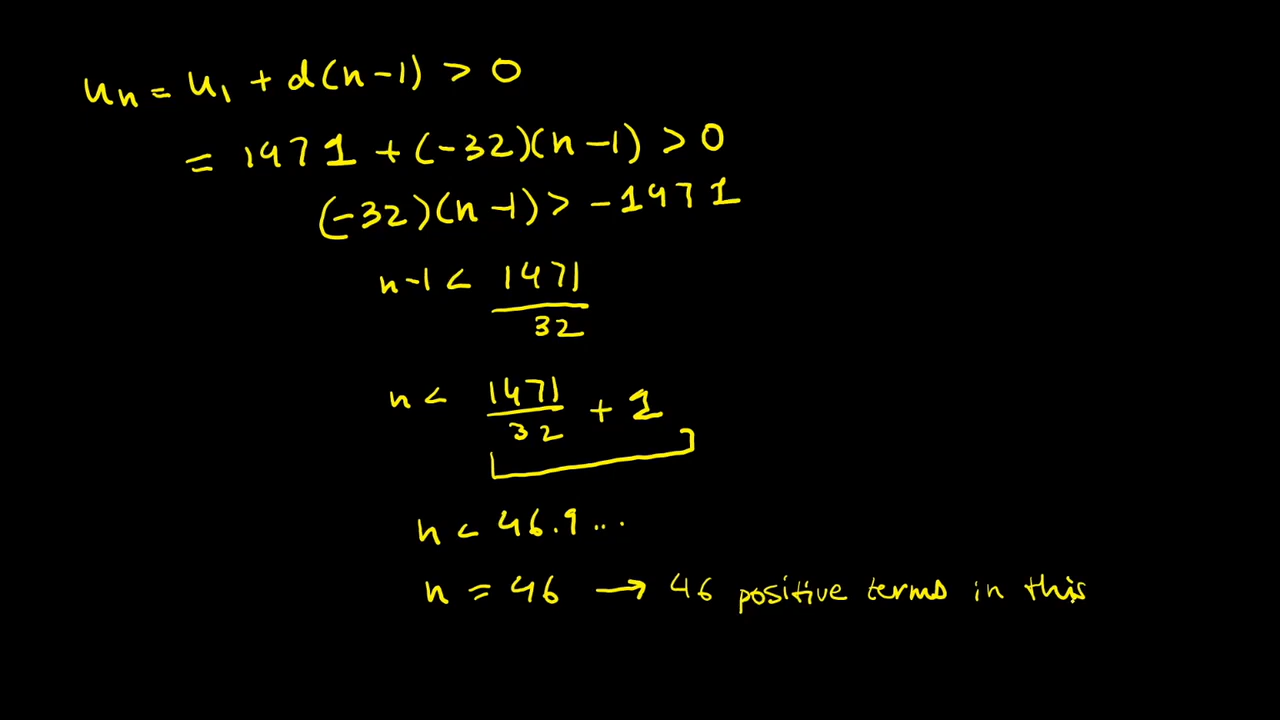 un = u1 + d(n-1) > 0
= 1471 + (-32)(n-1) > 0
(-32)(n-1) > -1471
n-1 < 1471/32
n < 1471/32 + 1
n < 46.9...
n = 46 → 46 positive terms in this